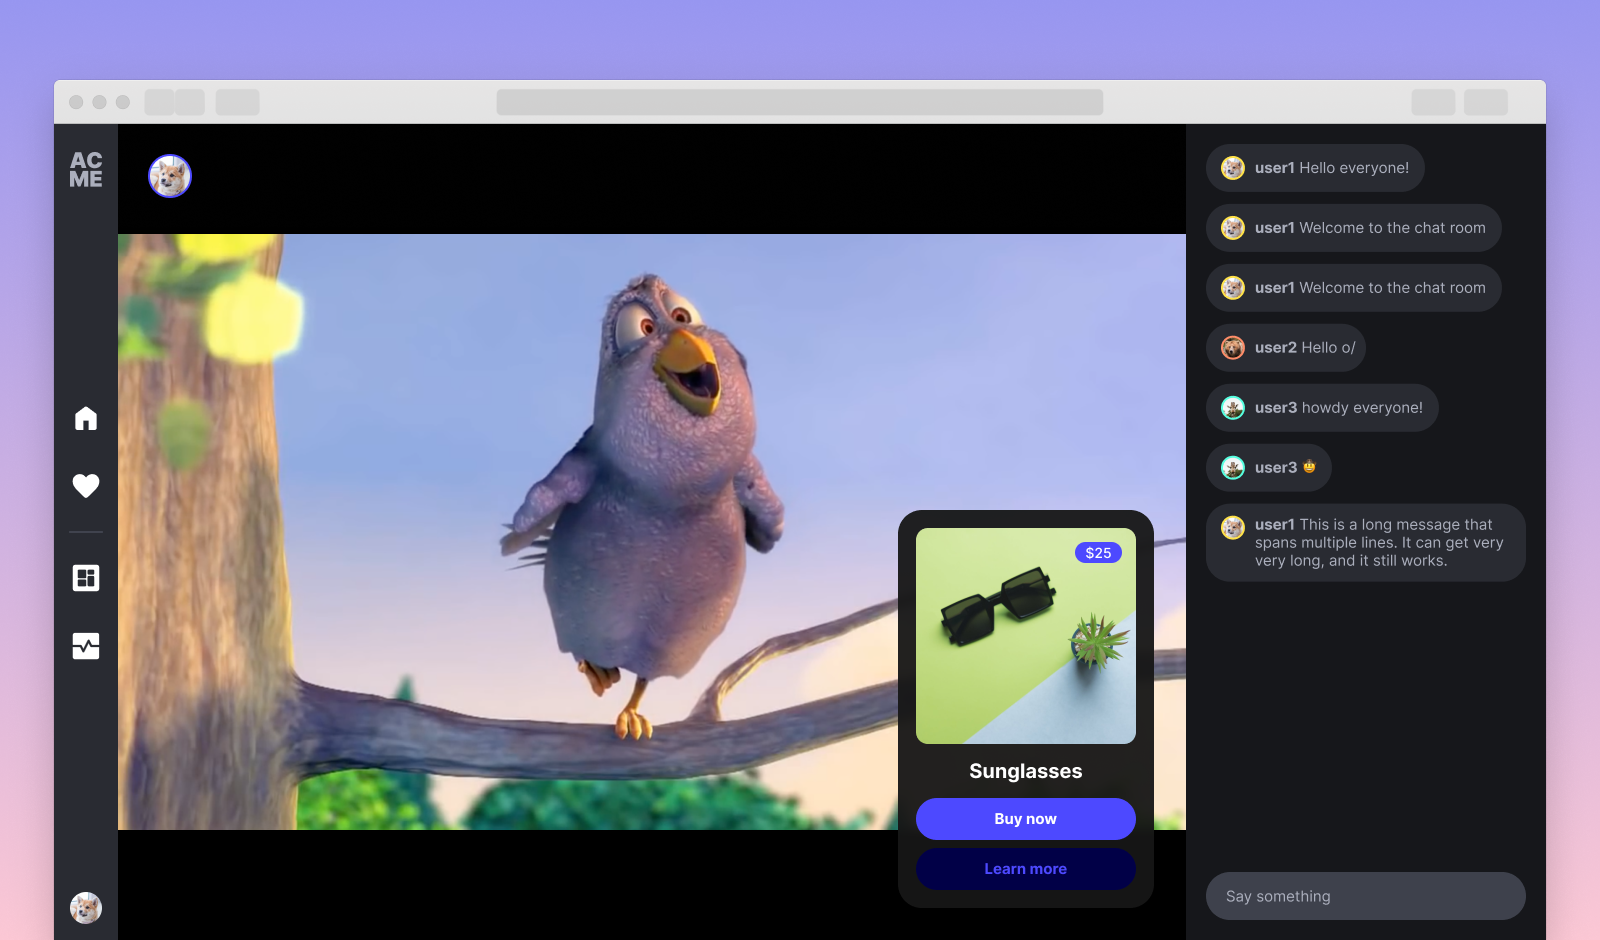 AC
ME
user1 Hello everyone!
user1 Welcome to the chat room
user1 Welcome to the chat room
user2 Hello o/
user3 howdy everyone!
user3 🤠
user1 This is a long message that
spans multiple lines. It can get very
very long, and it still works.
$25
Sunglasses
Buy now
Learn more
Say something